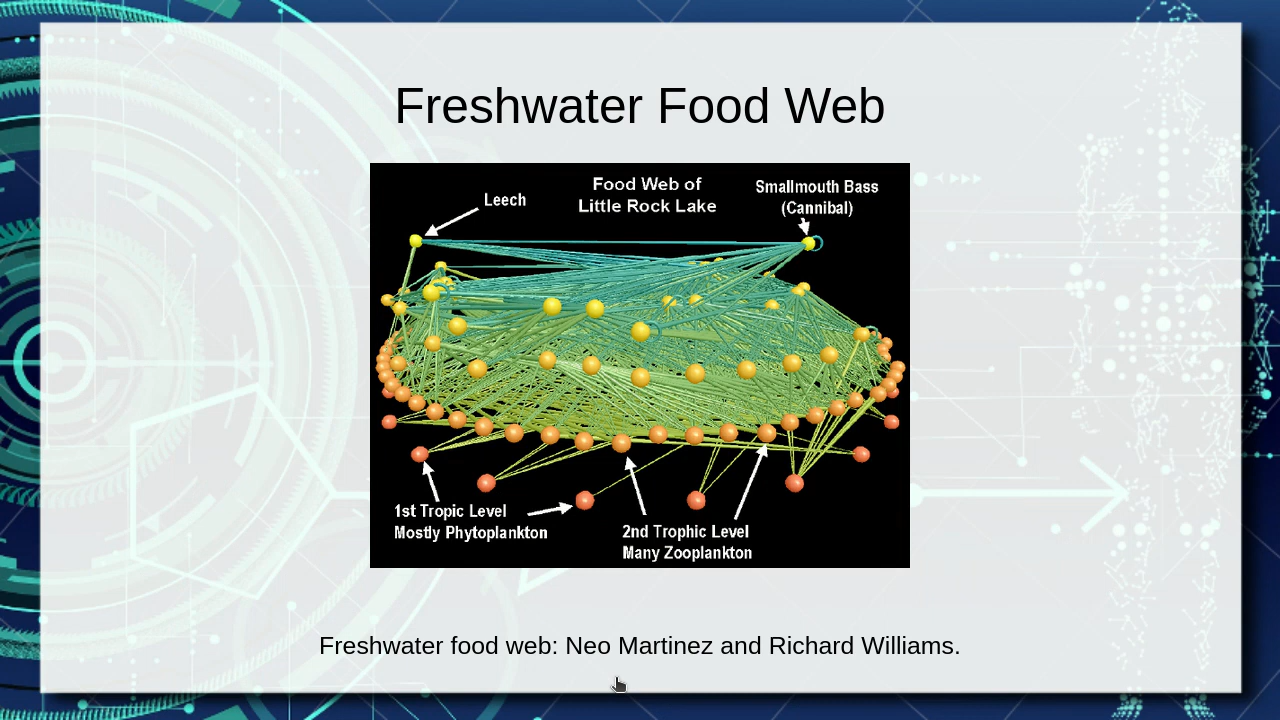 Freshwater Food Web
Leech
Food Web of
Little Rock Lake
Smallmouth Bass
(Cannibal)
1st Tropic Level
Mostly Phytoplankton
2nd Trophic Level
Many Zooplankton
Freshwater food web: Neo Martinez and Richard Williams.